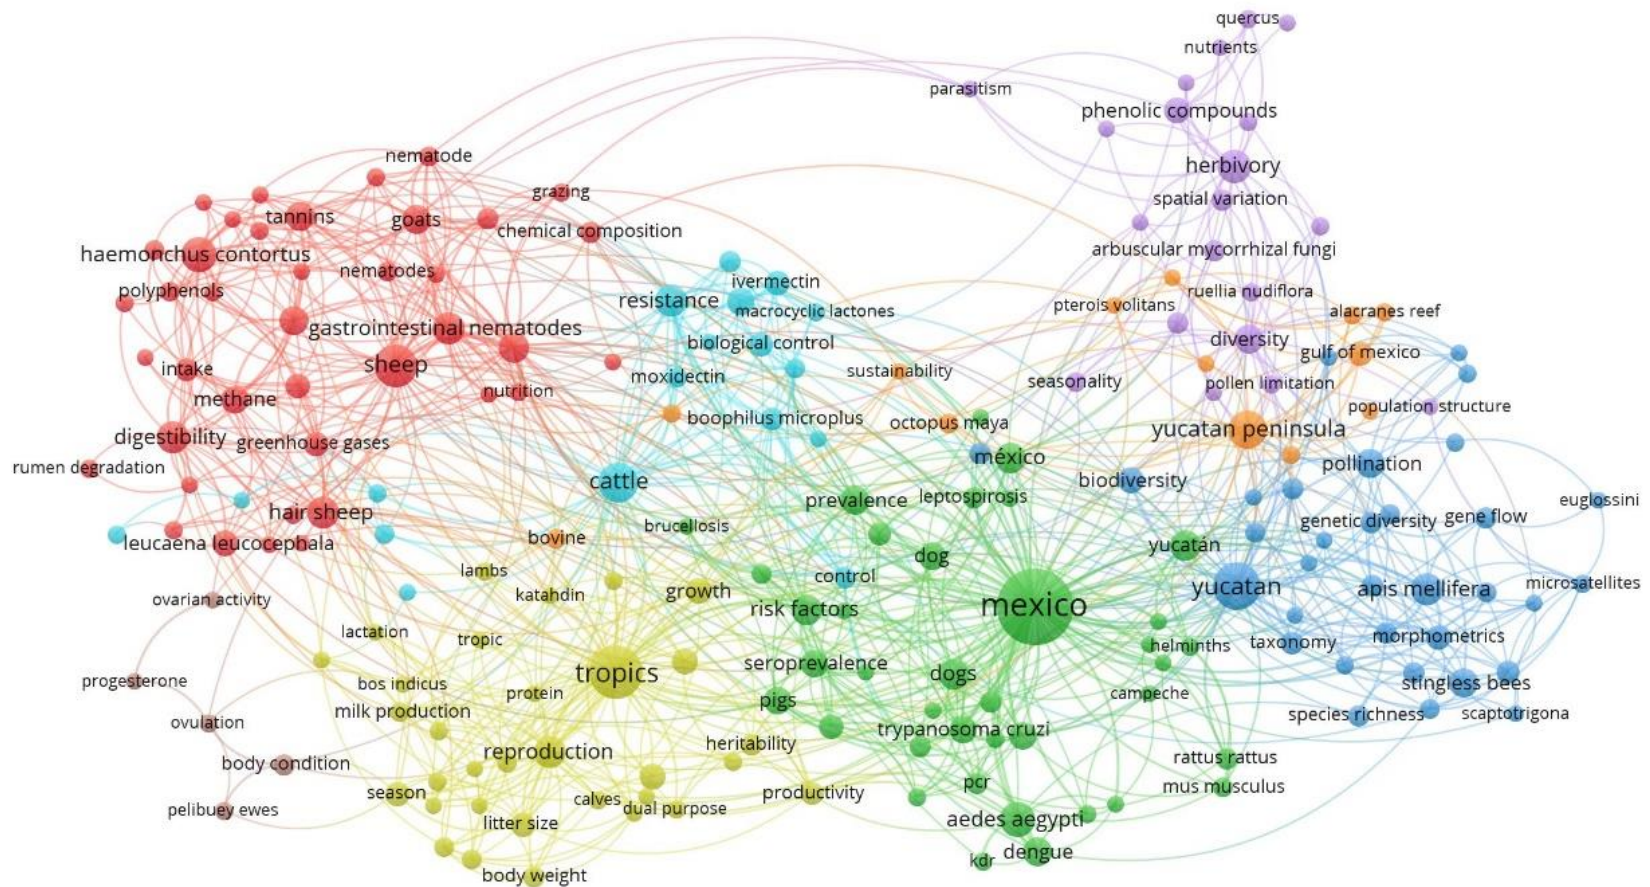 quercus
nutrients
parasitism
phenolic compounds
nematode
herbivory
grazing
spatial variation
tannins
goats
chemical composition
arbuscular mycorrhizal fungi
haemonchus contortus
nematodes
ivermectin
polyphenols
resistance
macrocyclic lactones
pterois volitans
ruellia nudiflora
alacranes reef
gastrointestinal nematodes
biological control
diversity
gulf of mexico
sheep
intake
moxidectin
sustainability
seasonality
pollen limitation
nutrition
methane
boophilus microplus
octopus maya
population structure
digestibility
greenhouse gases
yucatan peninsula
rumen degradation
méxico
pollination
cattle
biodiversity
prevalence
leptospirosis
euglossini
hair sheep
brucellosis
genetic diversity
gene flow
leucaena leucocephala
bovine
dog
yucatán
lambs
control
katahdin
growth
yucatan
apis mellifera
microsatellites
ovarian activity
risk factors
mexico
lactation
tropic
helminths
taxonomy
morphometrics
seroprevalence
tropics
dogs
progesterone
bos indicus
protein
pigs
campeche
stingless bees
milk production
species richness
scaptotrigona
ovulation
trypanosoma cruzi
reproduction
heritability
body condition
rattus rattus
pcr
mus musculus
season
calves
dual purpose
productivity
pelibuey ewes
litter size
aedes aegypti
kdr
dengue
body weight